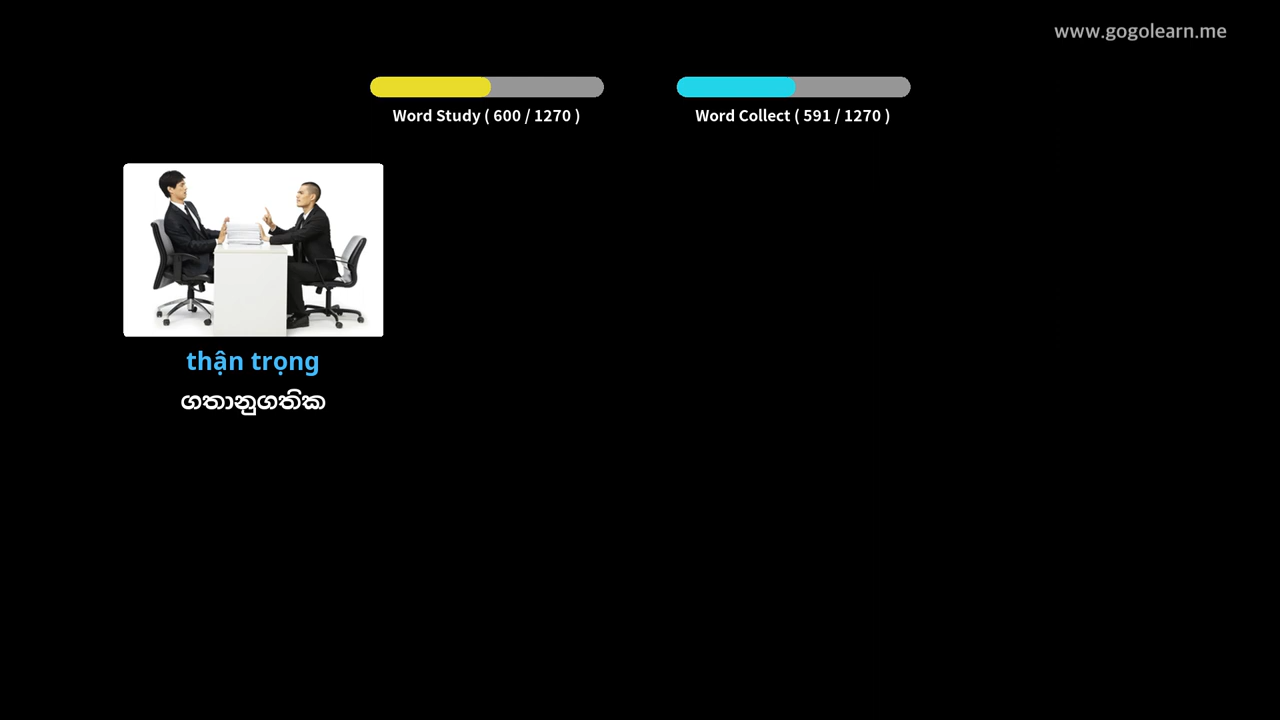 www.gogolearn.me
Word Study ( 600 / 1270 )
Word Collect ( 591 / 1270 )
thận trọng
ගතානුගතික